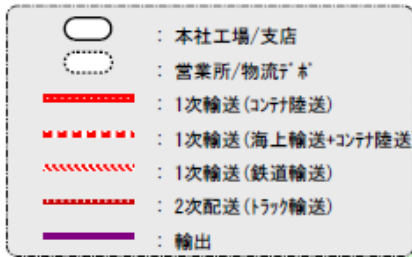 : 本社工場/支店
: 営業所/物流ﾃﾞﾎﾟ
: 1次輸送(ｺﾝﾃﾅ陸送)
: 1次輸送(海上輸送+ｺﾝﾃﾅ陸送
: 1次輸送(鉄道輸送)
: 2次配送(ﾄﾗｯｸ輸送)
: 輸出